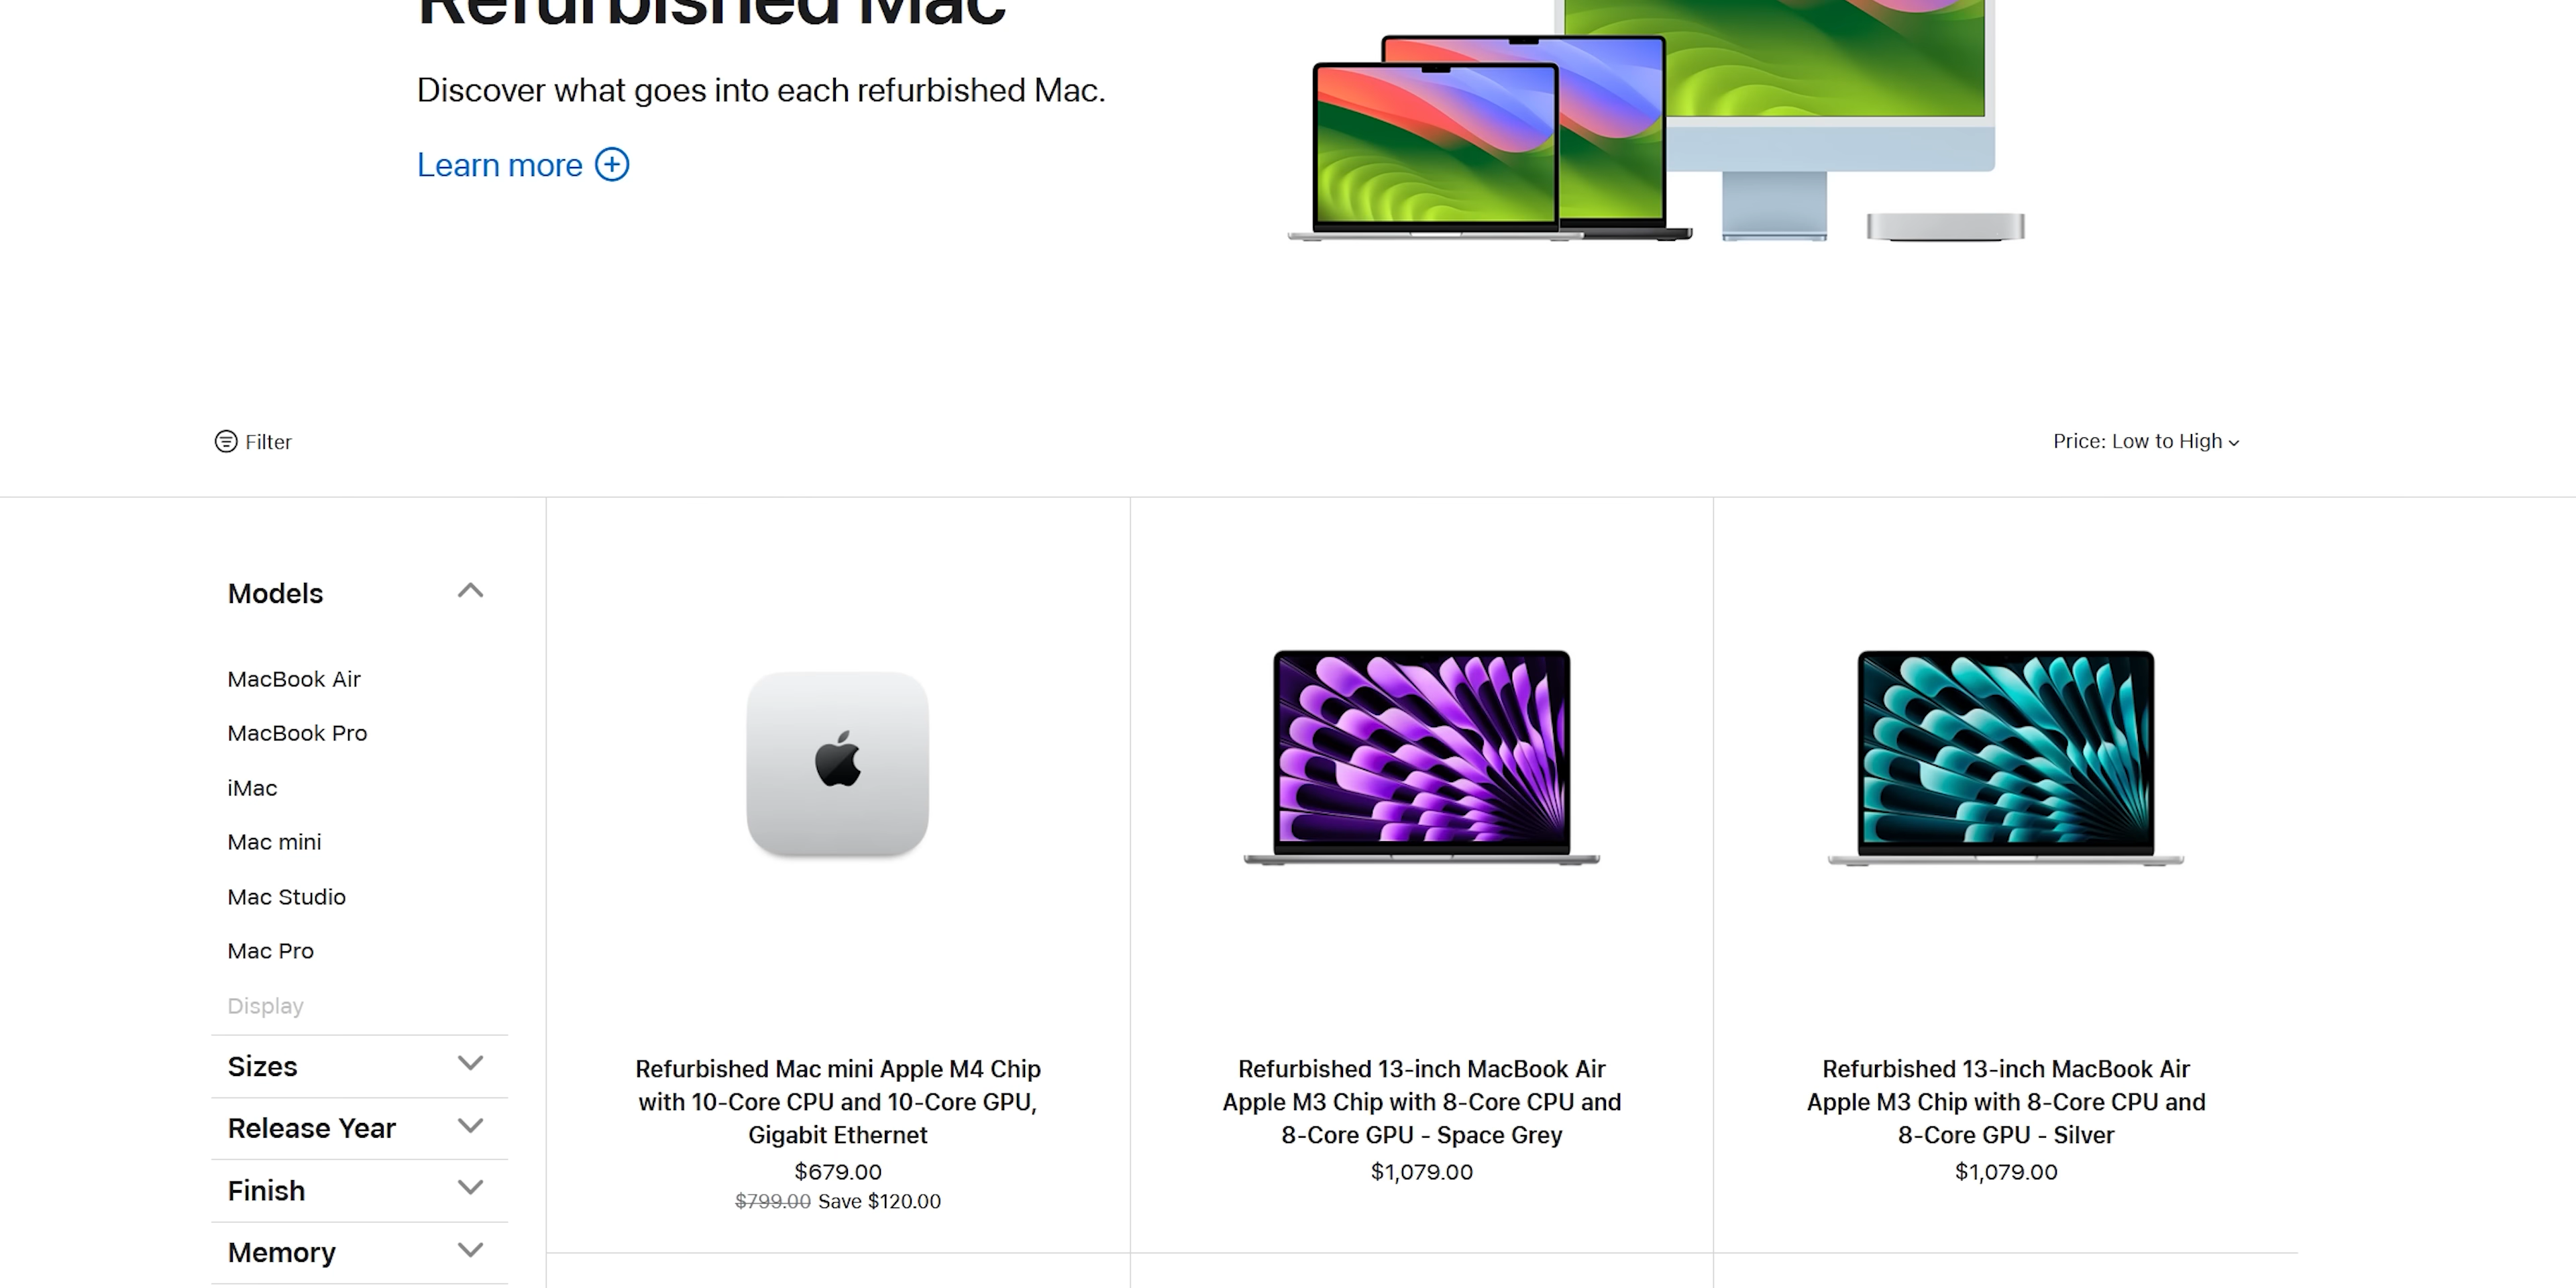 Refurbished Mac
Discover what goes into each refurbished Mac.
Learn more
Filter
Price: Low to High
Models
MacBook Air
MacBook Pro
iMac
Mac mini
Mac Studio
Mac Pro
Display
Sizes
Release Year
Finish
Memory
Refurbished Mac mini Apple M4 Chip
with 10-Core CPU and 10-Core GPU,
Gigabit Ethernet
$679.00
$799.00 Save $120.00
Refurbished 13-inch MacBook Air
Apple M3 Chip with 8-Core CPU and
8-Core GPU - Space Grey
$1,079.00
Refurbished 13-inch MacBook Air
Apple M3 Chip with 8-Core CPU and
8-Core GPU - Silver
$1,079.00